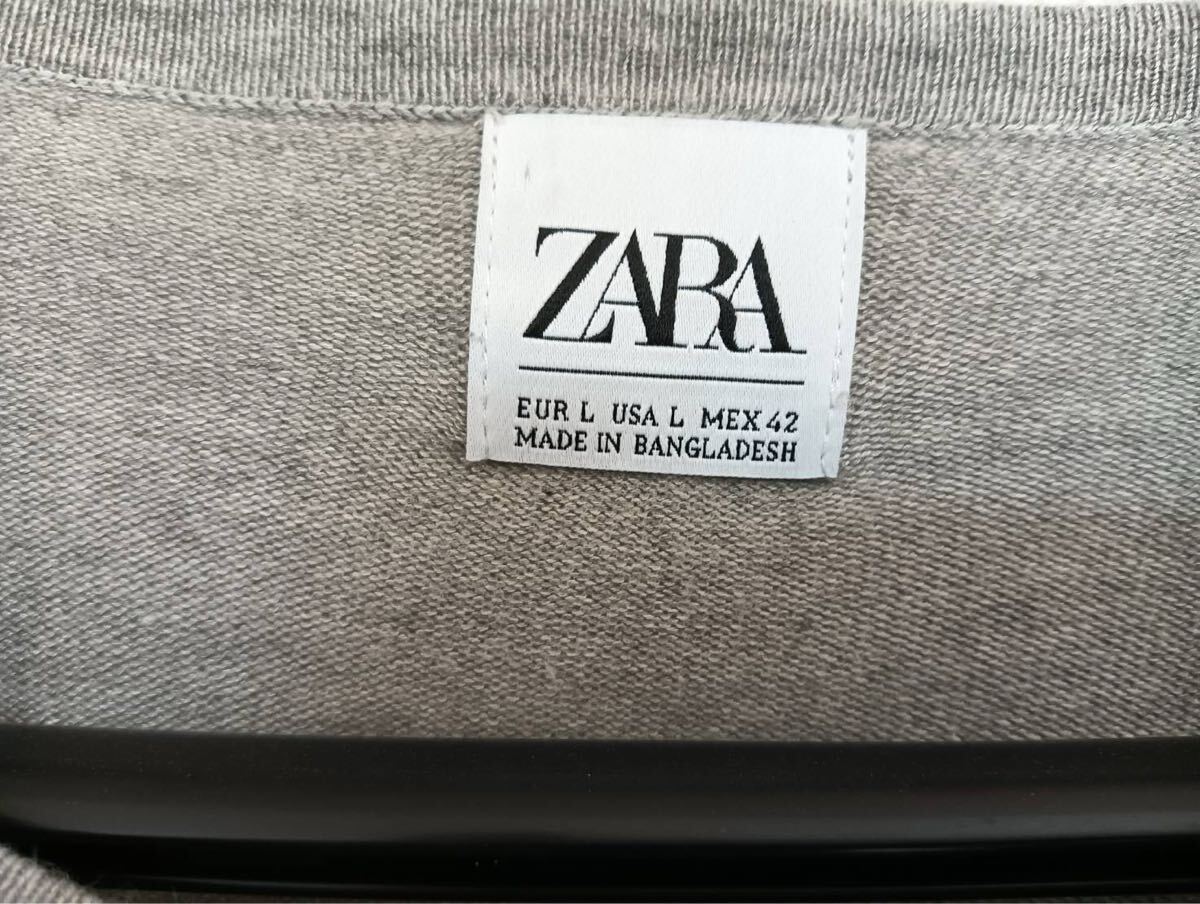 ZARA
EUR L USA L MEX 42
MADE IN BANGLADESH